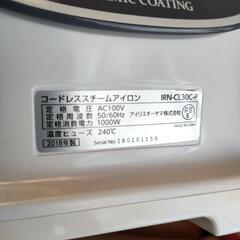 IC COATING
コードレススチームアイロン IRN-CL30C-P
定格電圧 AC100V
定格周波数 50/60Hz アイリスオーヤマ株式会社
定格消費電力 1000W
温度ヒューズ 240℃
2018年製 Serial No: 180101159
PSE